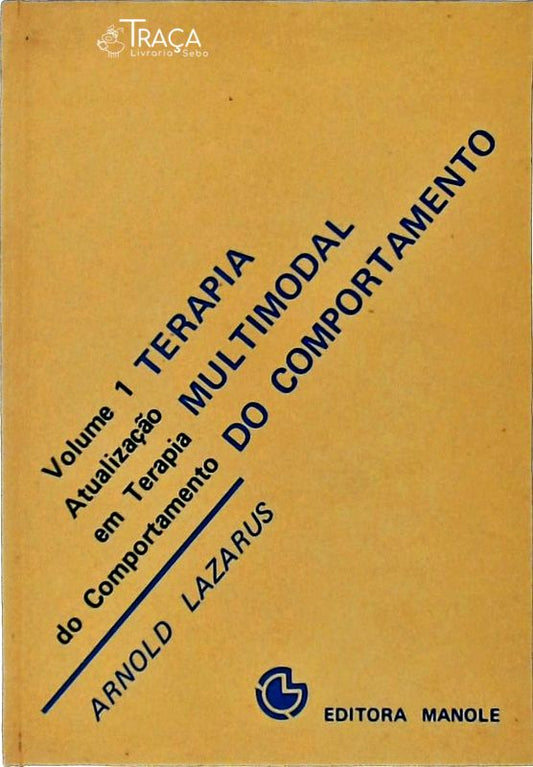 TRAÇA
Livraria Sebo
Volume 1 TERAPIA
Atualização
em Terapia MULTIMODAL
do Comportamento DO COMPORTAMENTO
ARNOLD LAZARUS
EDITORA MANOLE